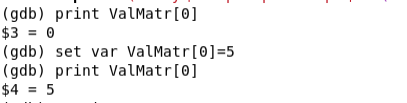 (gdb) print ValMatr[0]
$3 = 0
(gdb) set var ValMatr[0]=5
(gdb) print ValMatr[0]
$4 = 5